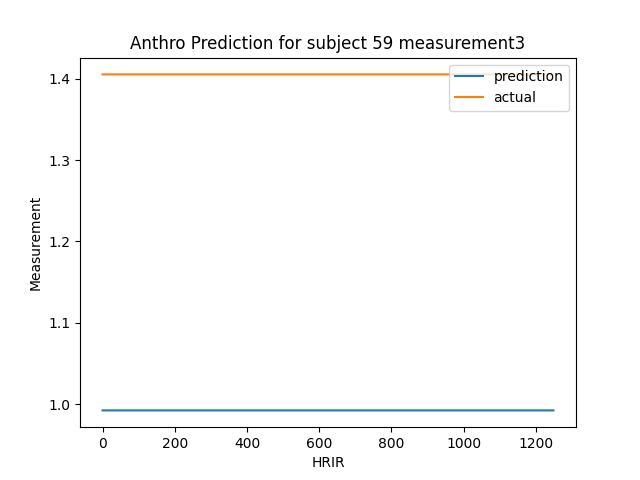 Anthro Prediction for subject 59 measurement3
prediction
actual
1.4
1.3
1.2
1.1
1.0
Measurement
0 200 400 600 800 1000 1200
HRIR